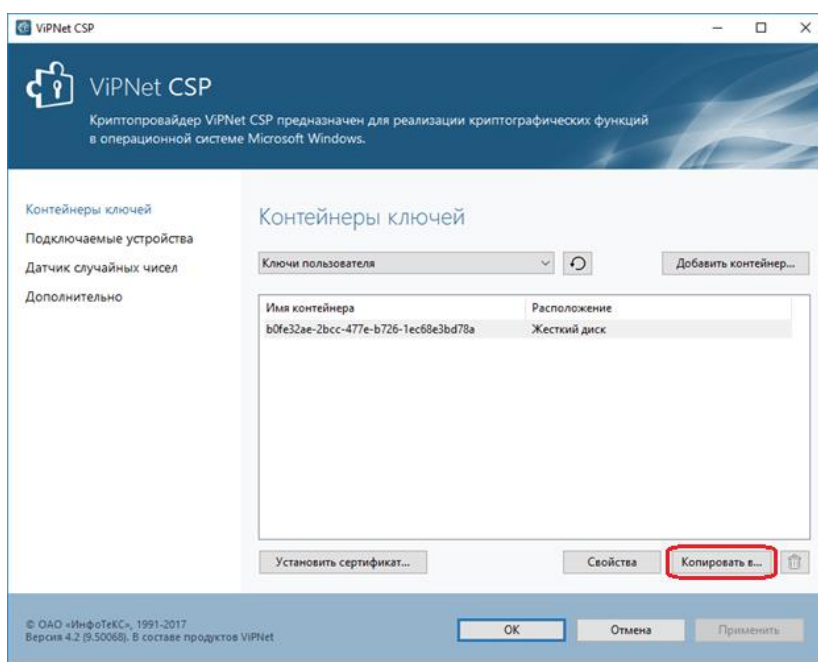 ViPNet CSP
ViPNet CSP
Криптопровайдер ViPNet CSP предназначен для реализации криптографических функций
в операционной системе Microsoft Windows.
Контейнеры ключей
Подключаемые устройства
Датчик случайных чисел
Дополнительно
Контейнеры ключей
Ключи пользователя
Добавить контейнер...
Имя контейнера Расположение
b0fe32ae-2bcc-477e-b726-1ec68e3bd78a Жесткий диск
Установить сертификат... Свойства Копировать в...
© ОАО «ИнфоТеКС», 1991-2017
Версия 4.2 (9.50068). В составе продуктов ViPNet
OK Отмена Применить